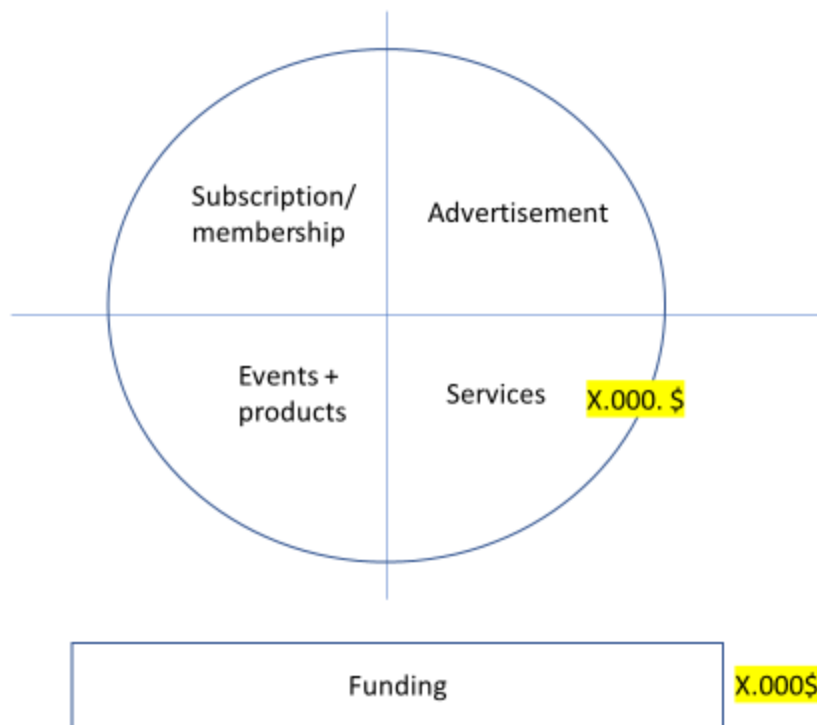 Subscription/
membership
Advertisement
Events +
products
Services
X.000. $
Funding
X.000$